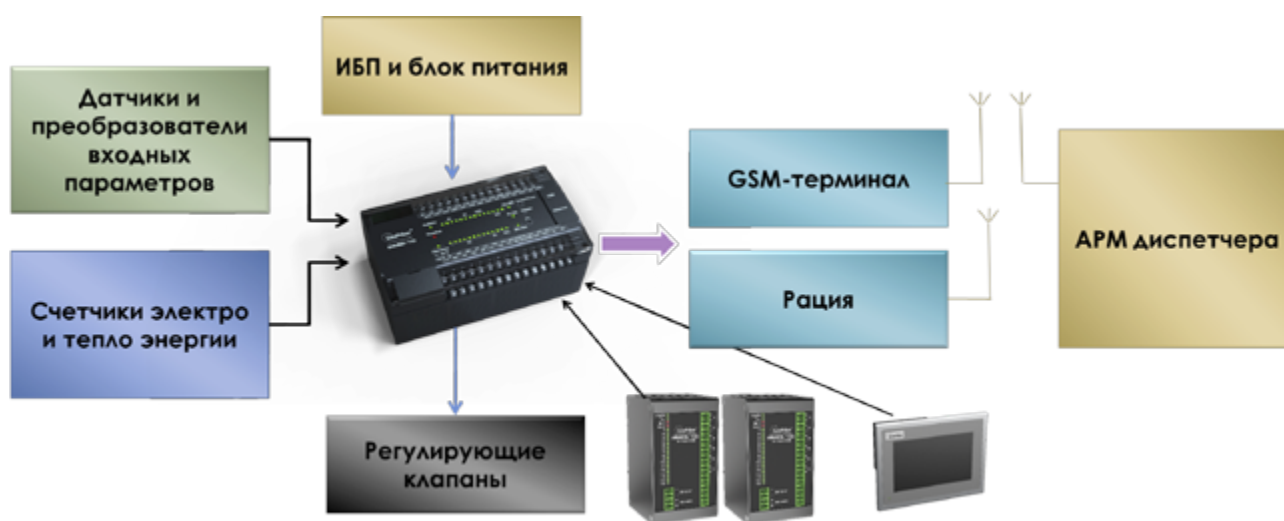 ИБП и блок питания
Датчики и
преобразователи
входных
параметров
GSM-терминал
АРМ диспетчера
Счетчики электро
и тепло энергии
Рация
Регулирующие
клапаны